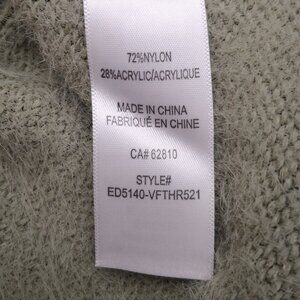 72%NYLON
28%ACRYLIC/ACRYLIQUE
MADE IN CHINA
FABRIQUÉ EN CHINE
CA# 62810
STYLE#
ED5140-VFTHR521